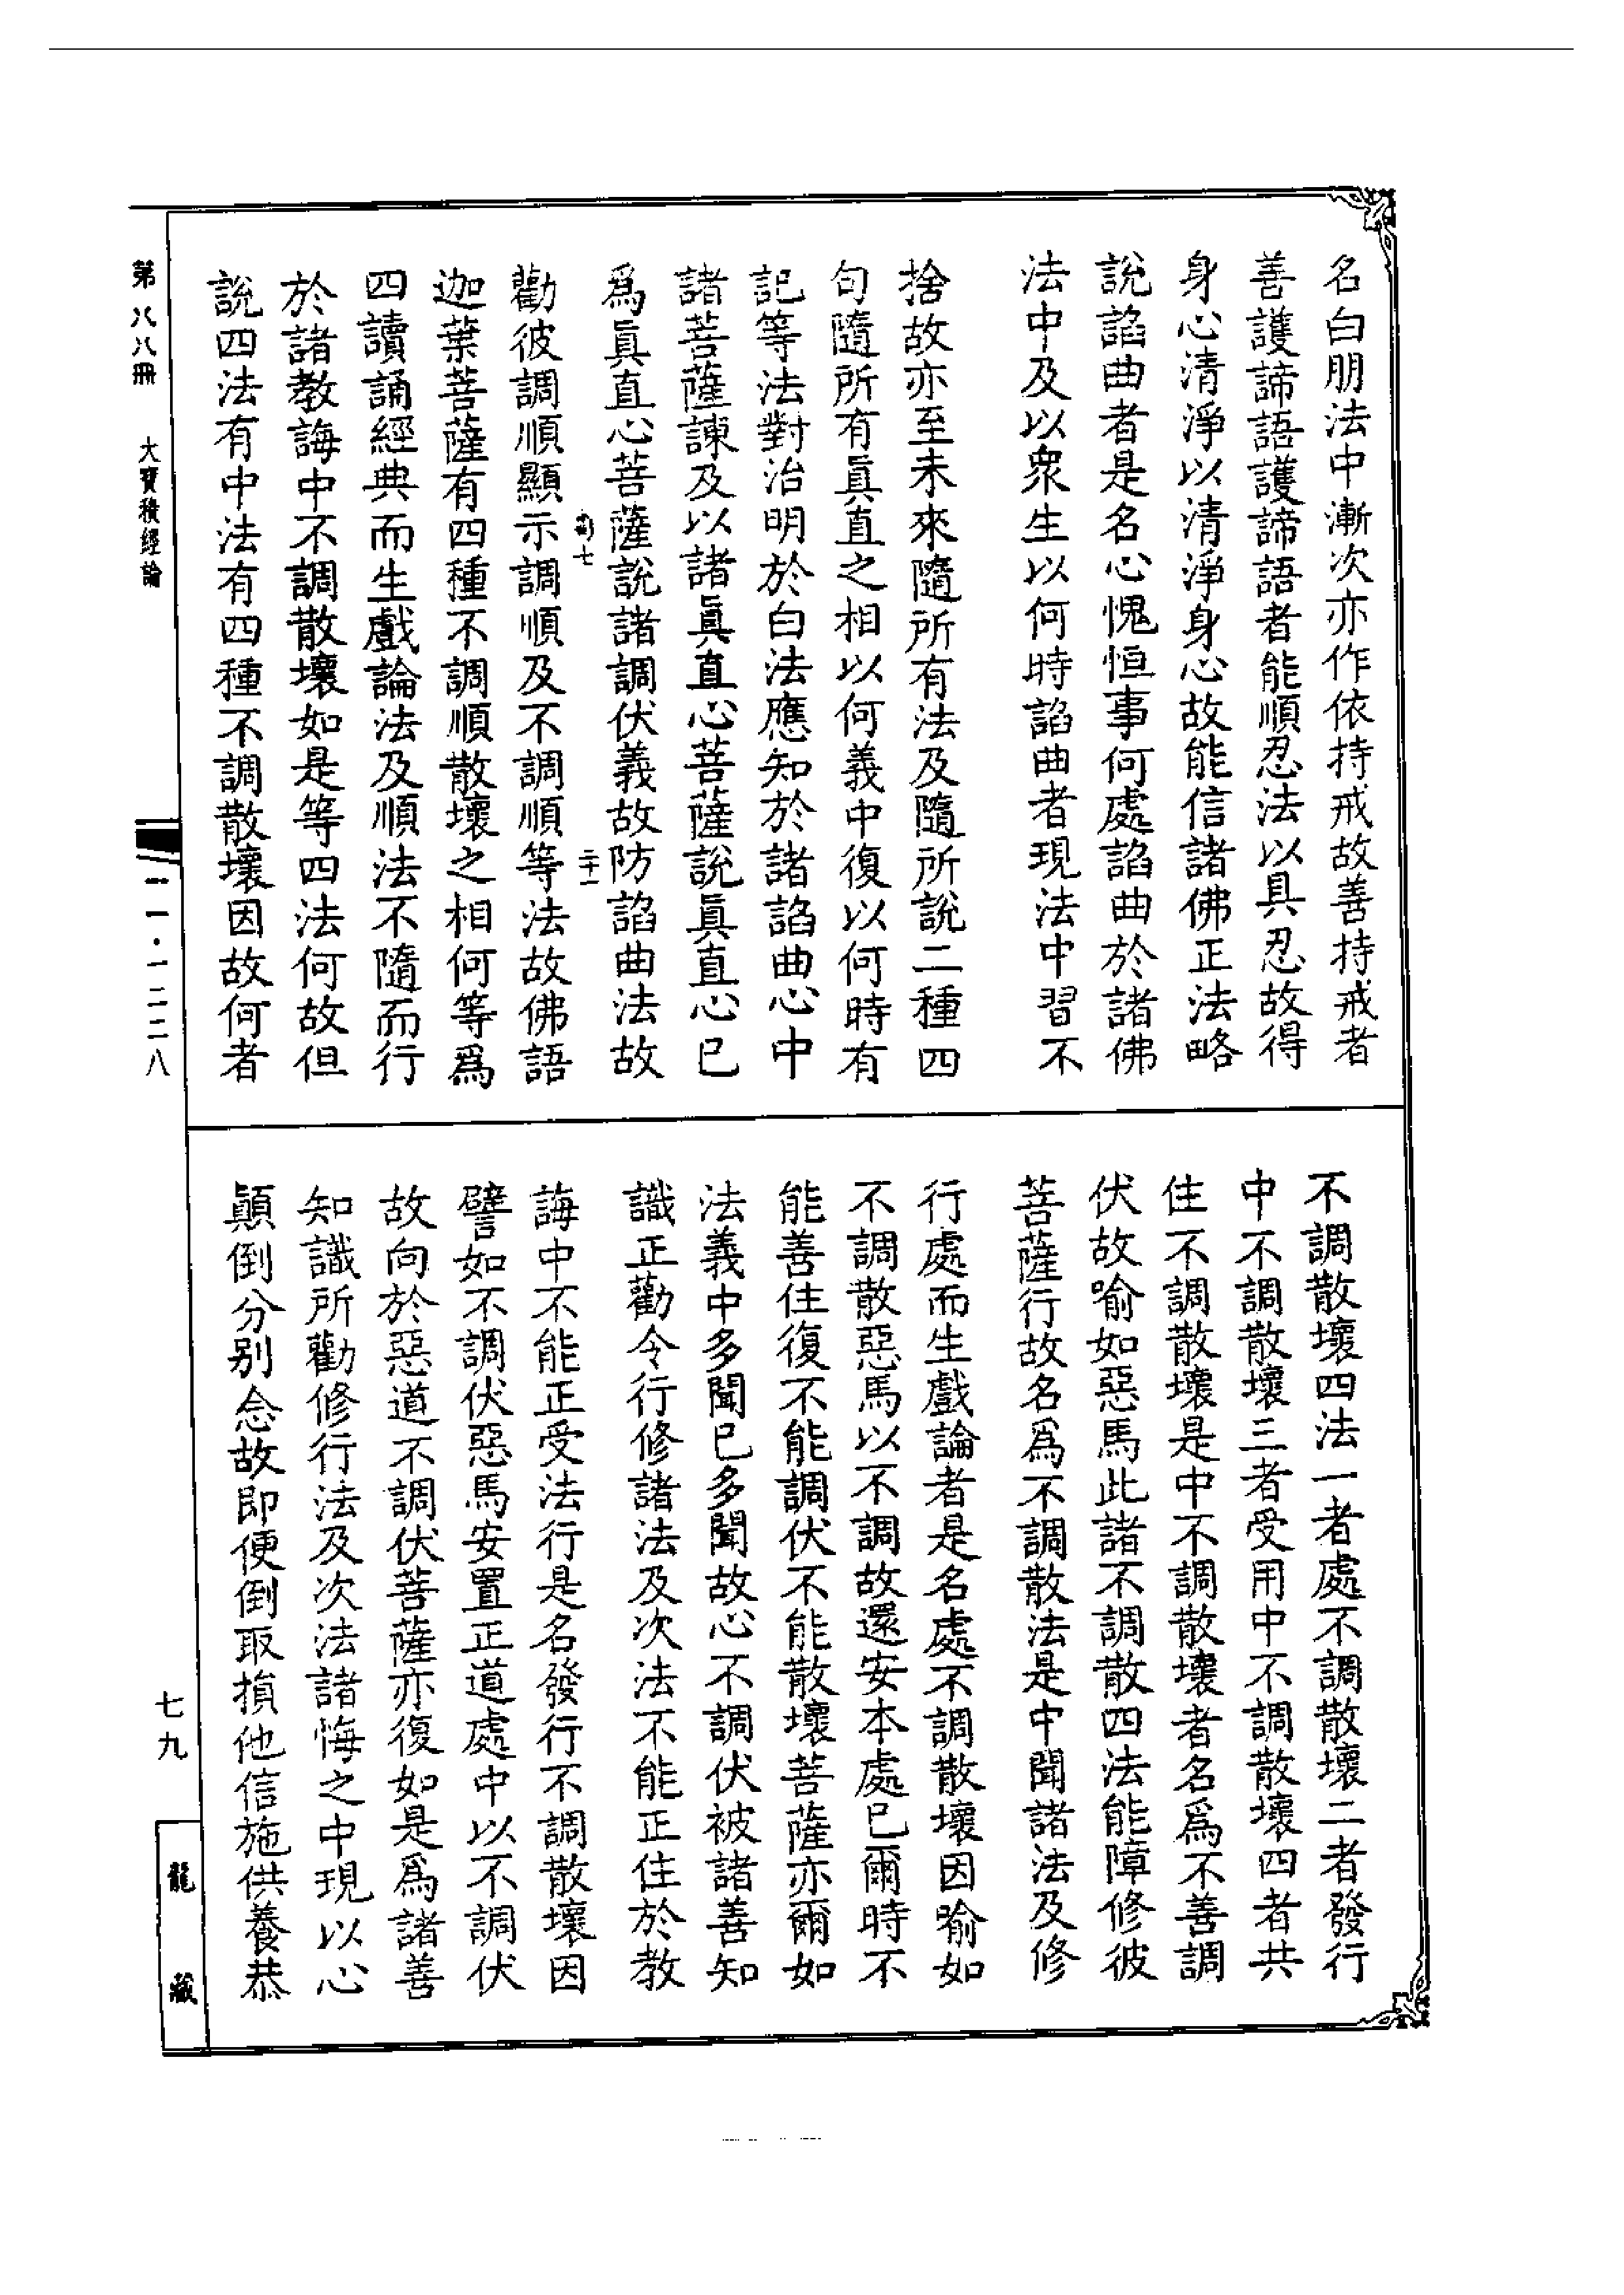 名白朋法中漸次亦作依持戒故善持戒者
善護諦語護諦語者能順忍法以具忍故得
身心清淨以清淨身心故能信諸佛正法略
說諂曲者是名心愧恒事何處諂曲於諸佛
法中及以衆生以何時諂曲者現法中習不
捨故亦至未來隨所有法及隨所說二種四
句隨所有眞直之相以何義中復以何時有
記等法對治明於白法應知於諸諂曲心中
諸菩薩諫及以諸眞直心菩薩說眞直心已
爲眞直心菩薩說諸調伏義故防諂曲法故
七 二十一
勸彼調順顯示調順及不調順等法故佛語
迦葉菩薩有四種不調順散壞之相何等爲
四讀誦經典而生戲論法及順法不隨而行
於諸教誨中不調散壞如是等四法何故但
說四法有中法有四種不調散壞因故何者
不調散壞四法一者處不調散壞二者發行
中不調散壞三者受用中不調散壞四者共
住不調散壞是中不調散壞者名爲不善調
伏故喻如惡馬此諸不調散四法能障修彼
菩薩行故名爲不調散法是中聞諸法及修
行處而生戲論者是名處不調散壞因喻如
不調散惡馬以不調故還安本處已爾時不
能善住復不能調伏不能散壞菩薩亦爾如
法義中多聞已多聞故心不調伏被諸善知
識正勸令行修諸法及次法不能正住於教
誨中不能正受法行是名發行不調散壞因
譬如不調伏惡馬安置正道處中以不調伏
故向於惡道不調伏菩薩亦復如是爲諸善
知識所勸修行法及次法諸悔之中現以心
顚倒分别念故即便倒取損他信施供養恭
第八八冊 大寶積經論 一一一·一二二八 七九
龍藏